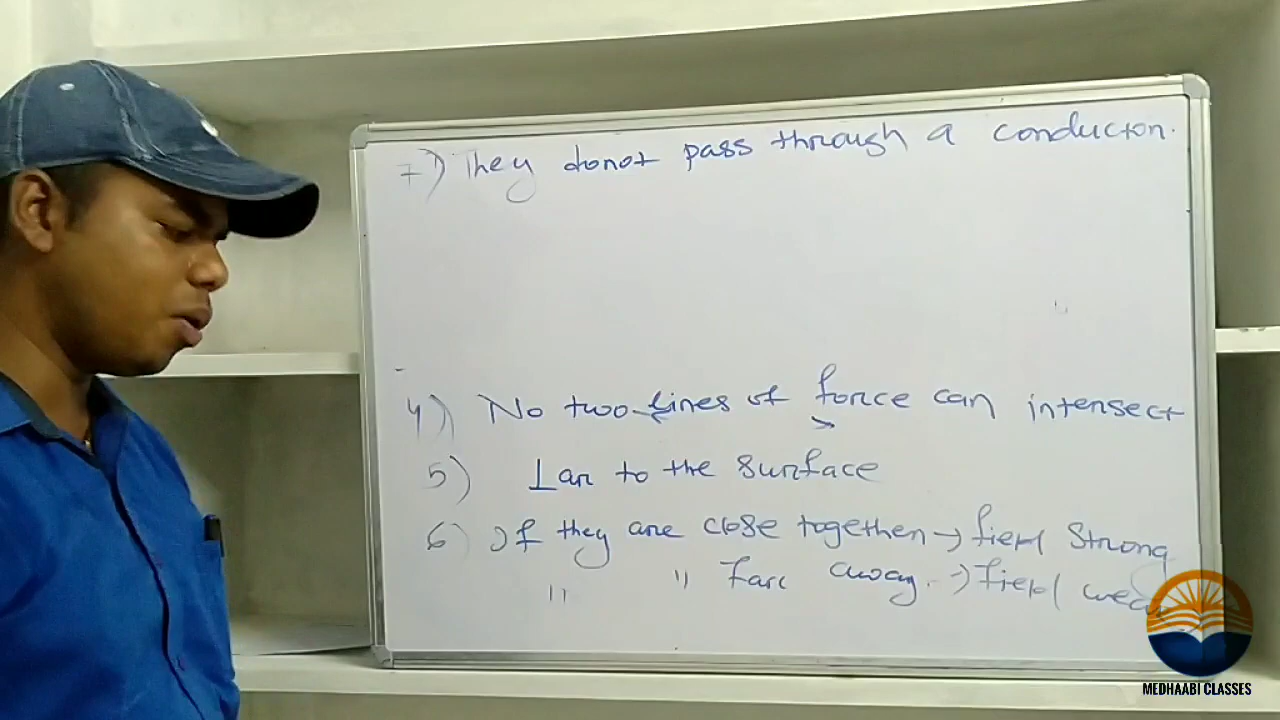 7) They donot pass through a conductor.
4) No two lines of force can intersect
5) ⊥ar to the surface
6) If they are close together → field Strong
" " Far away. → field weak
MEDHAABI CLASSES